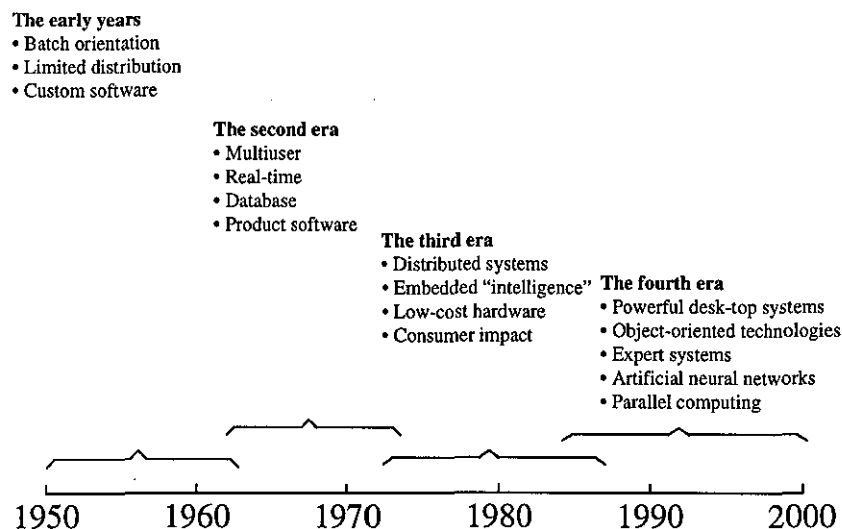 The early years
• Batch orientation
• Limited distribution
• Custom software
The second era
• Multiuser
• Real-time
• Database
• Product software
The third era
• Distributed systems
• Embedded “intelligence”
• Low-cost hardware
• Consumer impact
The fourth era
• Powerful desk-top systems
• Object-oriented technologies
• Expert systems
• Artificial neural networks
• Parallel computing
1950 1960 1970 1980 1990 2000